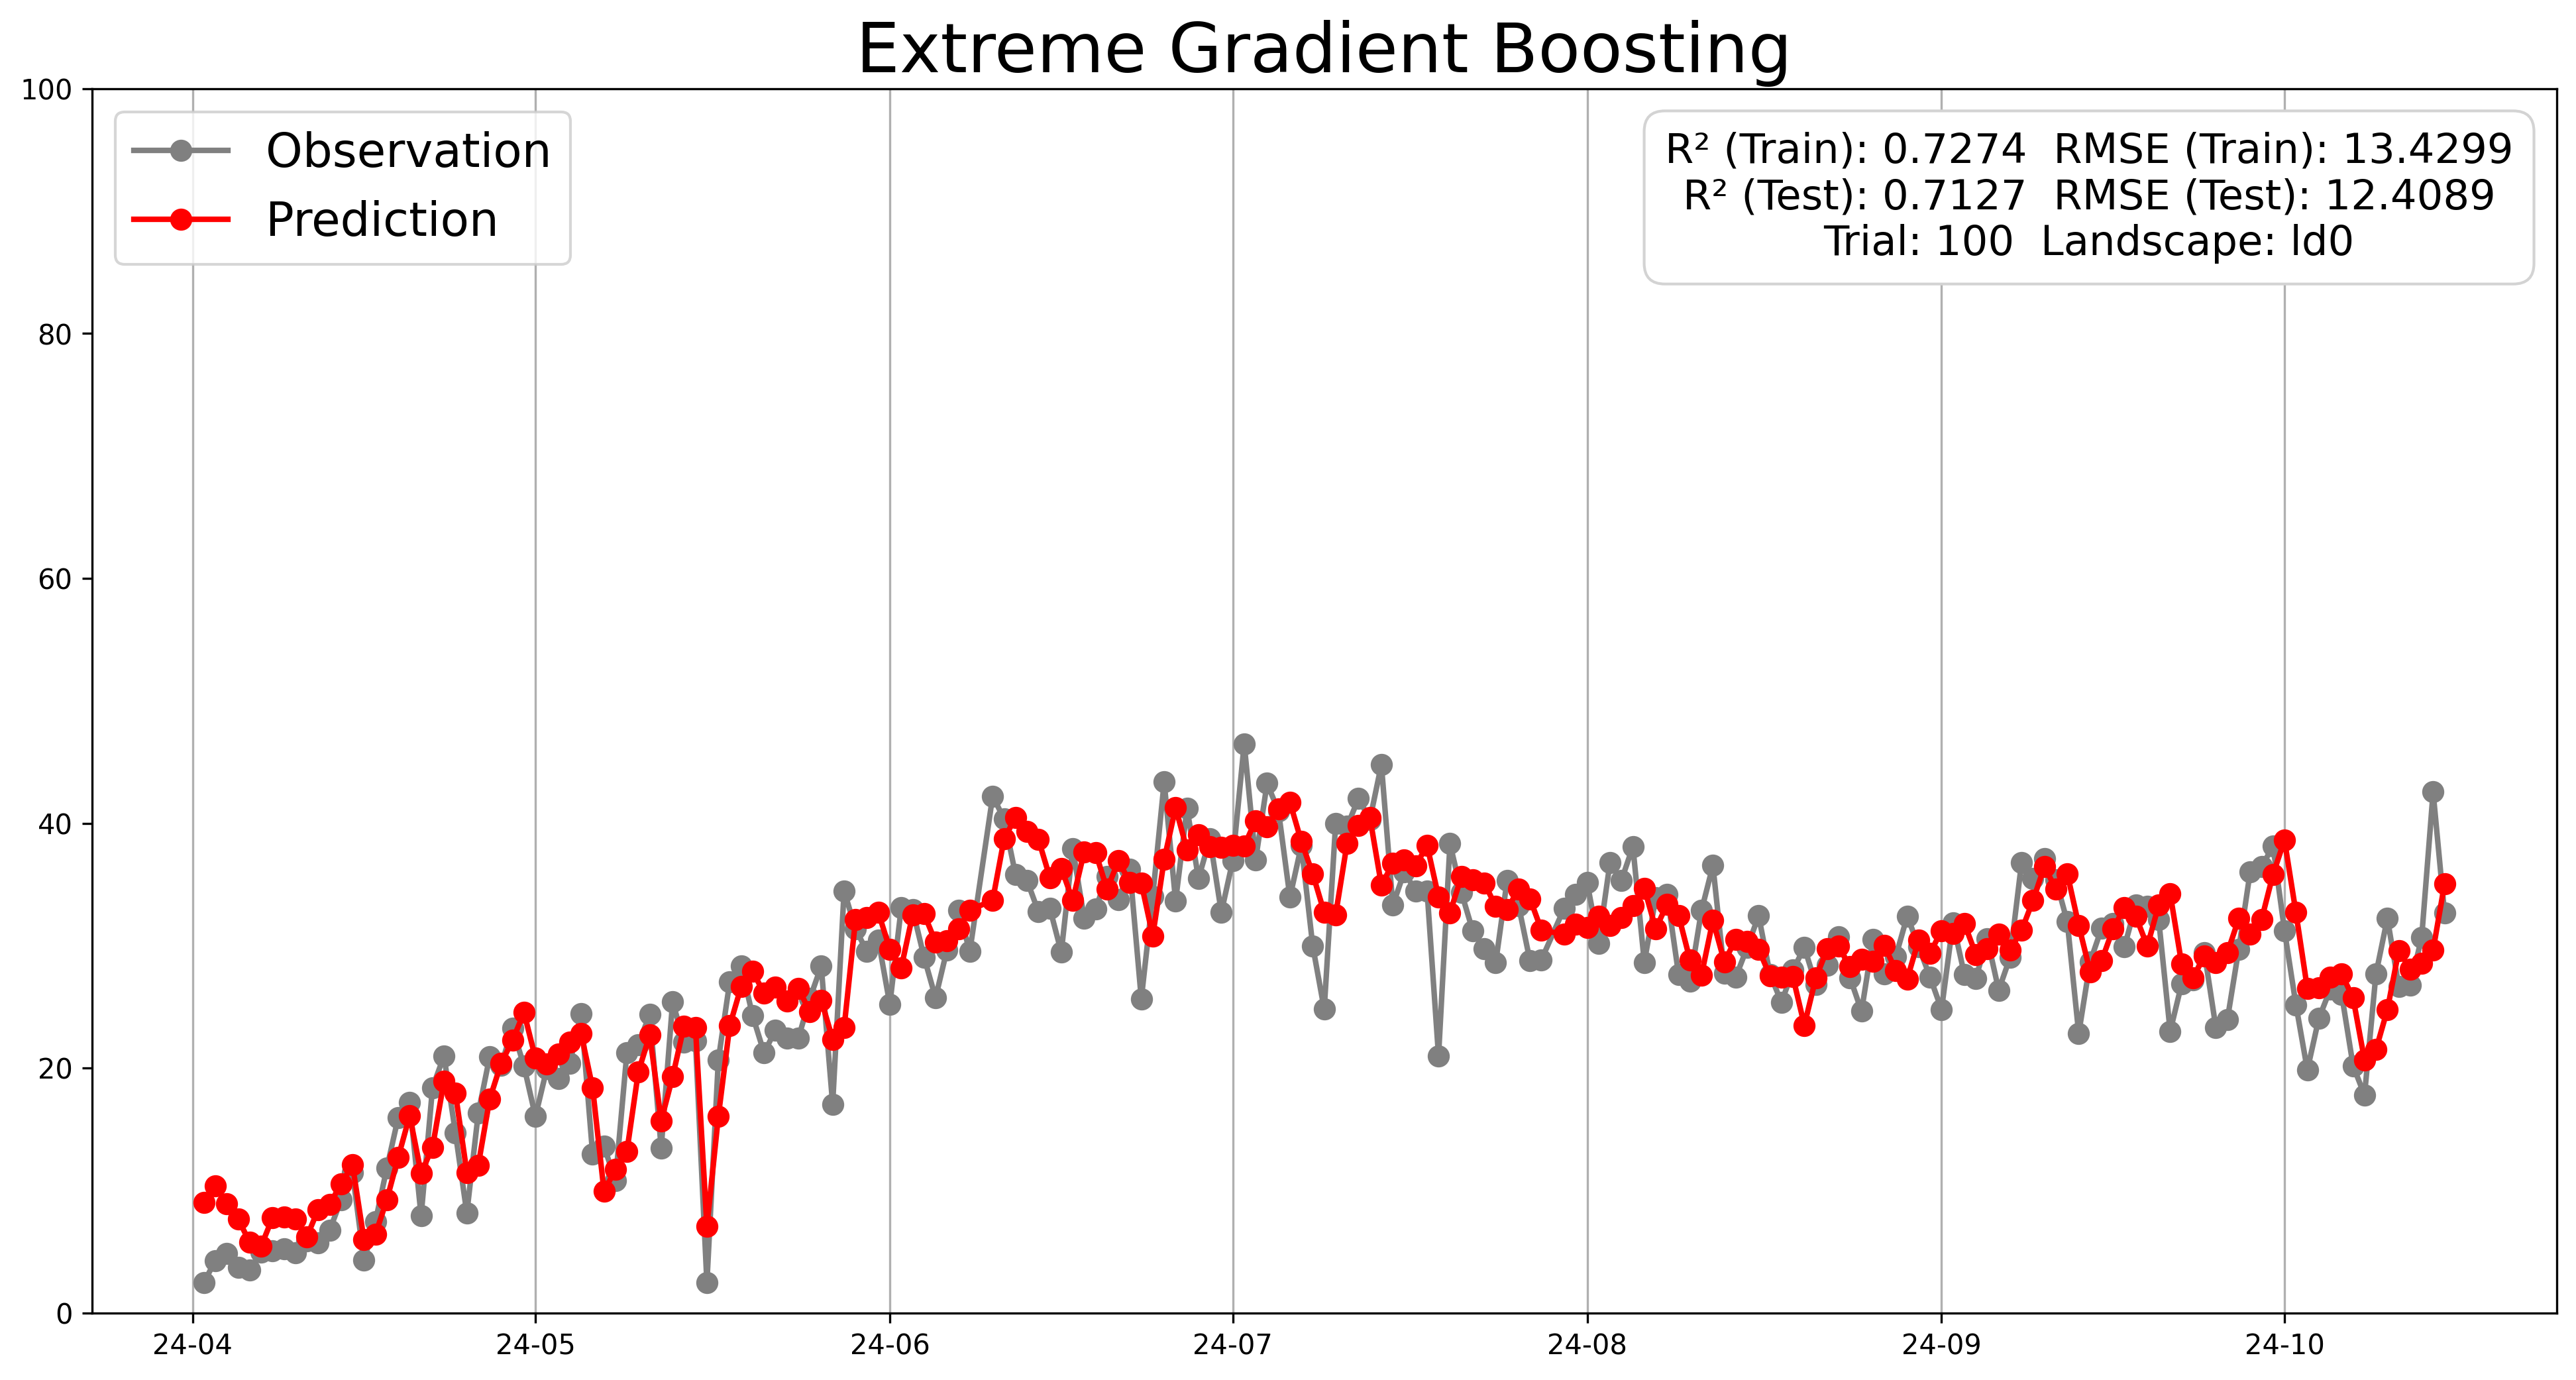 Extreme Gradient Boosting
100
80
60
40
20
0
Observation
Prediction
R² (Train): 0.7274  RMSE (Train): 13.4299
R² (Test): 0.7127  RMSE (Test): 12.4089
Trial: 100  Landscape: ld0
24-04
24-05
24-06
24-07
24-08
24-09
24-10